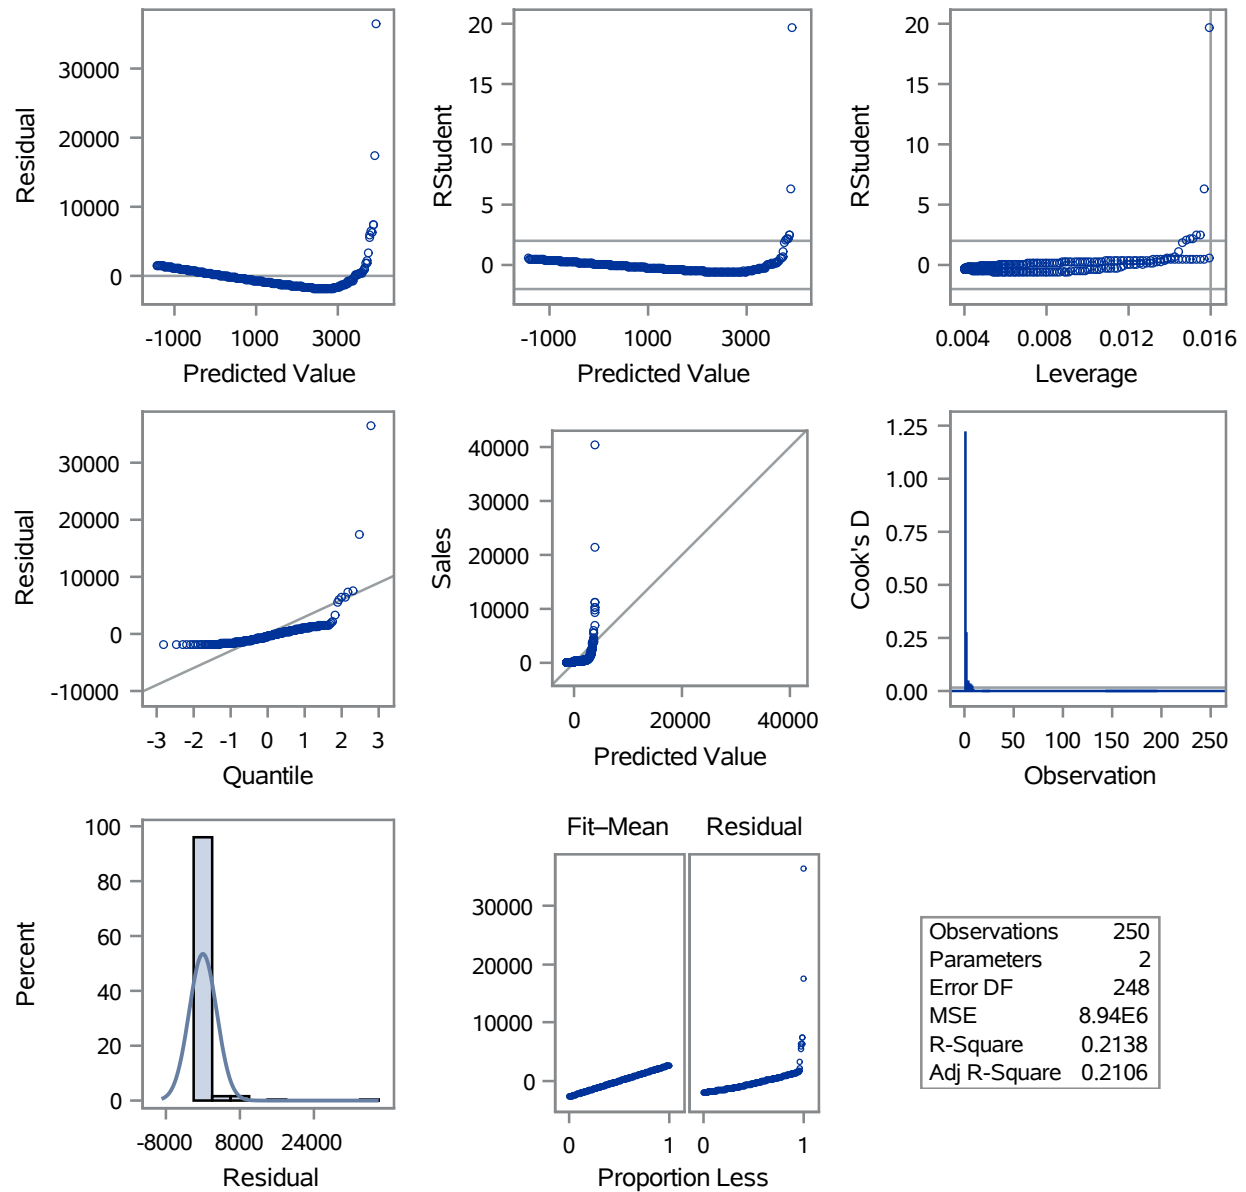 Residual
30000
20000
10000
0
-1000 1000 3000
Predicted Value
RStudent
20
15
10
5
0
-1000 1000 3000
Predicted Value
RStudent
20
15
10
5
0
0.004 0.008 0.012 0.016
Leverage
Residual
30000
20000
10000
0
-10000
-3 -2 -1 0 1 2 3
Quantile
Sales
40000
30000
20000
10000
0
0 20000 40000
Predicted Value
Cook's D
1.25
1.00
0.75
0.50
0.25
0.00
0 50 100 150 200 250
Observation
Percent
100
80
60
40
20
0
-8000 8000 24000
Residual
Fit–Mean Residual
30000
20000
10000
0
0 1 0 1
Proportion Less
Observations 250
Parameters 2
Error DF 248
MSE 8.94E6
R-Square 0.2138
Adj R-Square 0.2106